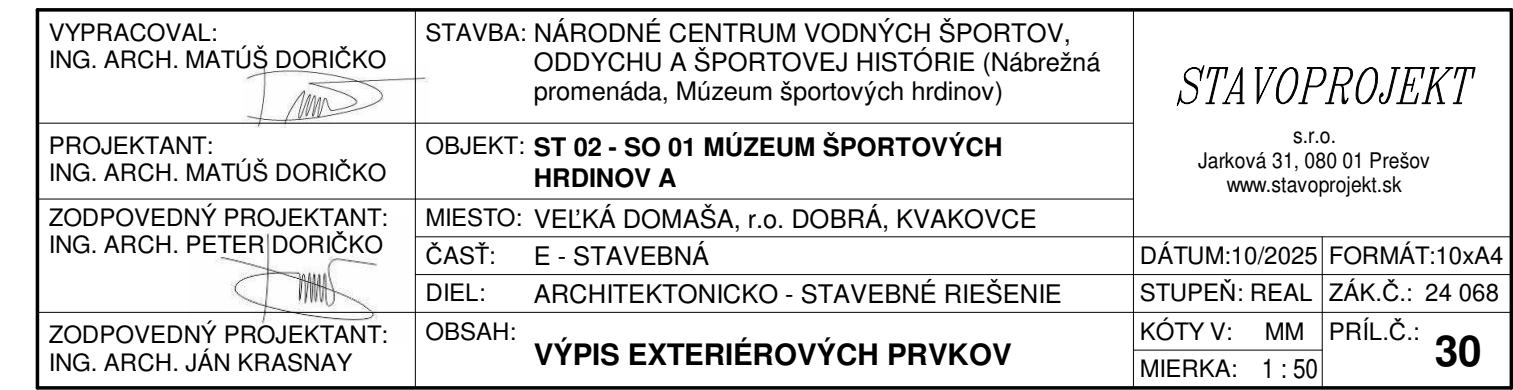 VYPRACOVAL:
ING. ARCH. MATÚŠ DORIČKO
PROJEKTANT:
ING. ARCH. MATÚŠ DORIČKO
ZODPOVEDNÝ PROJEKTANT:
ING. ARCH. PETER DORIČKO
ZODPOVEDNÝ PROJEKTANT:
ING. ARCH. JÁN KRASNAY
STAVBA: NÁRODNÉ CENTRUM VODNÝCH ŠPORTOV,
ODDYCHU A ŠPORTOVEJ HISTÓRIE (Nábrežná
promenáda, Múzeum športových hrdinov)
OBJEKT: ST 02 - SO 01 MÚZEUM ŠPORTOVÝCH
HRDINOV A
MIESTO: VEĽKÁ DOMAŠA, r.o. DOBRÁ, KVAKOVCE
ČASŤ: E - STAVEBNÁ
DIEL: ARCHITEKTONICKO - STAVEBNÉ RIEŠENIE
OBSAH: VÝPIS EXTERIÉROVÝCH PRVKOV
STAVOPROJEKT
s.r.o.
Jarková 31, 080 01 Prešov
www.stavoprojekt.sk
DÁTUM:10/2025 FORMÁT:10xA4
STUPEŇ: REAL ZÁK.Č.: 24 068
KÓTY V: MM PRÍL.Č.: 30
MIERKA: 1 : 50